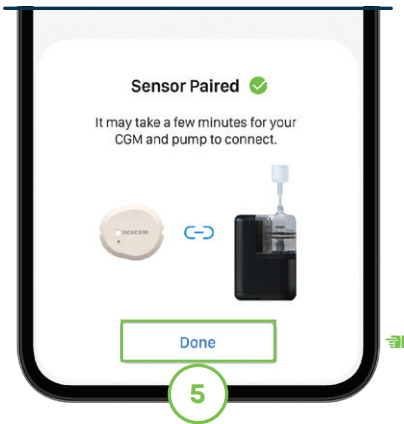 Sensor Paired
It may take a few minutes for your
CGM and pump to connect.
Dexcom
Done
5